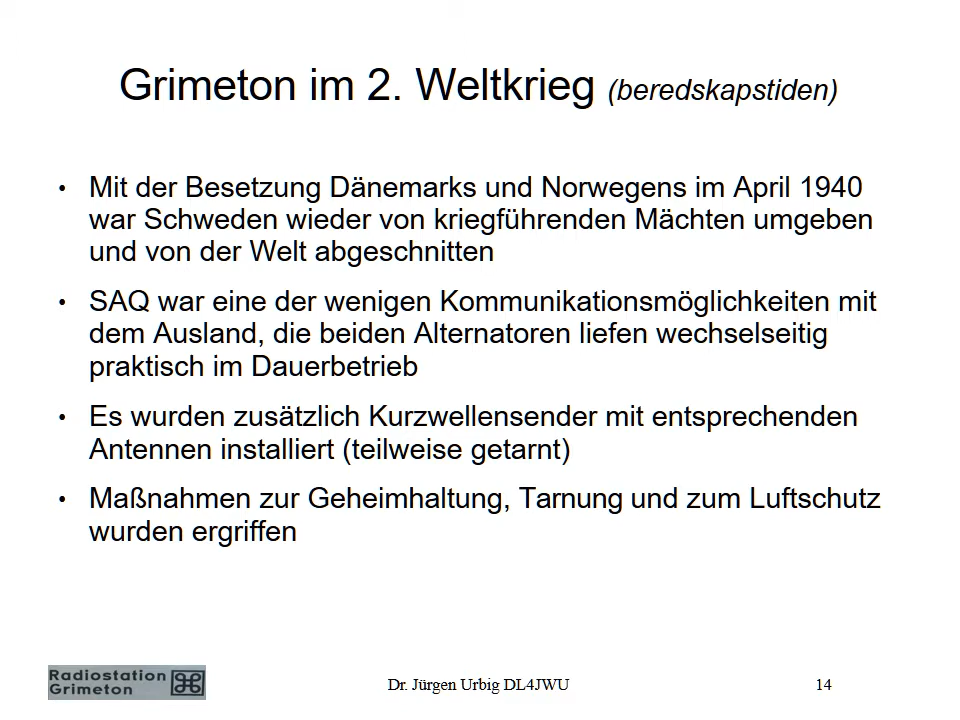 Grimeton im 2. Weltkrieg (beredskapstiden)
• Mit der Besetzung Dänemarks und Norwegens im April 1940
war Schweden wieder von kriegführenden Mächten umgeben
und von der Welt abgeschnitten
• SAQ war eine der wenigen Kommunikationsmöglichkeiten mit
dem Ausland, die beiden Alternatoren liefen wechselseitig
praktisch im Dauerbetrieb
• Es wurden zusätzlich Kurzwellensender mit entsprechenden
Antennen installiert (teilweise getarnt)
• Maßnahmen zur Geheimhaltung, Tarnung und zum Luftschutz
wurden ergriffen
Radiostation
Grimeton
Dr. Jürgen Urbig DL4JWU
14